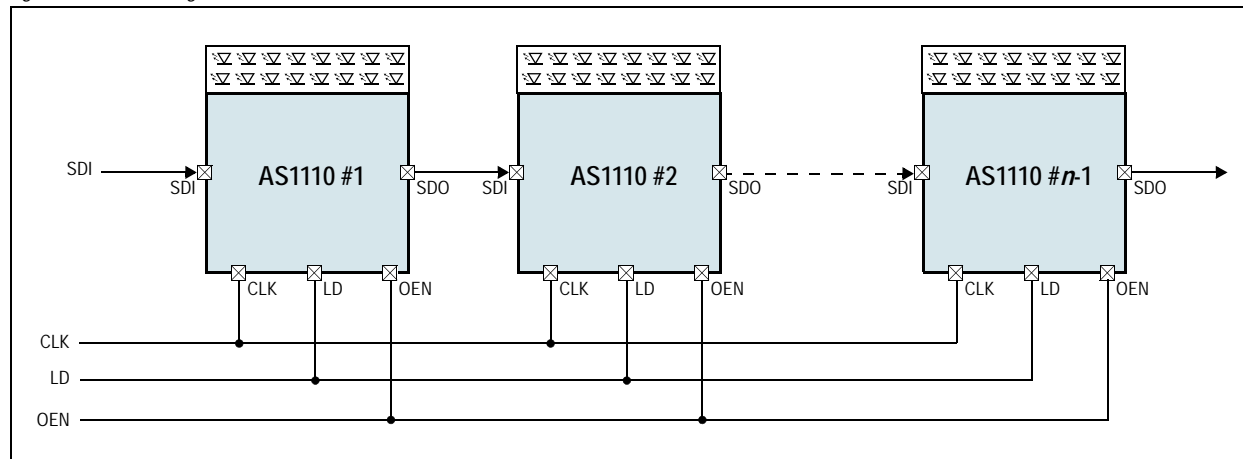 SDI
SDI
AS1110 #1
SDO
SDI
AS1110 #2
SDO
SDI
AS1110 #n-1
SDO
CLK
LD
OEN
CLK
LD
OEN
CLK
LD
OEN
CLK
LD
OEN